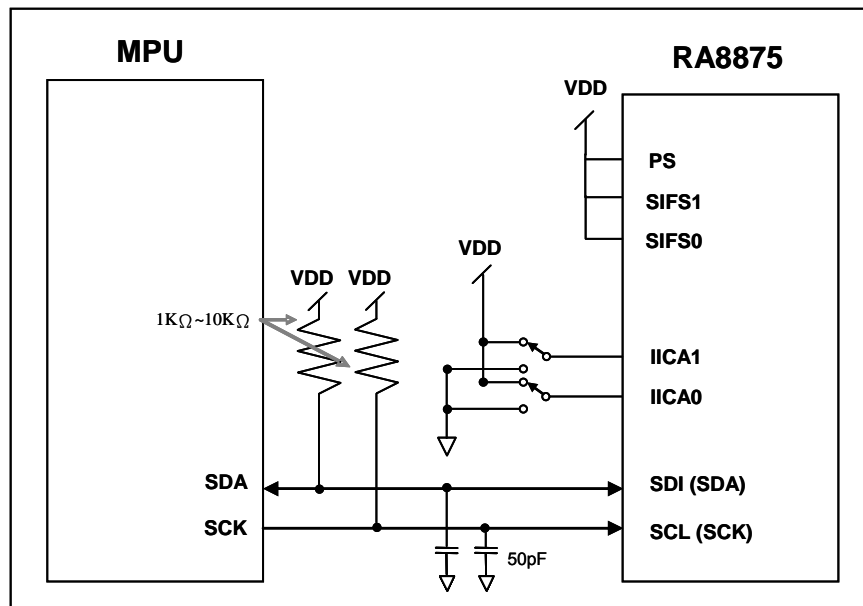 MPU
RA8875
VDD
PS
SIFS1
SIFS0
VDD
VDD
VDD
1KΩ~10KΩ
IICA1
IICA0
SDA
SDI (SDA)
SCK
SCL (SCK)
50pF